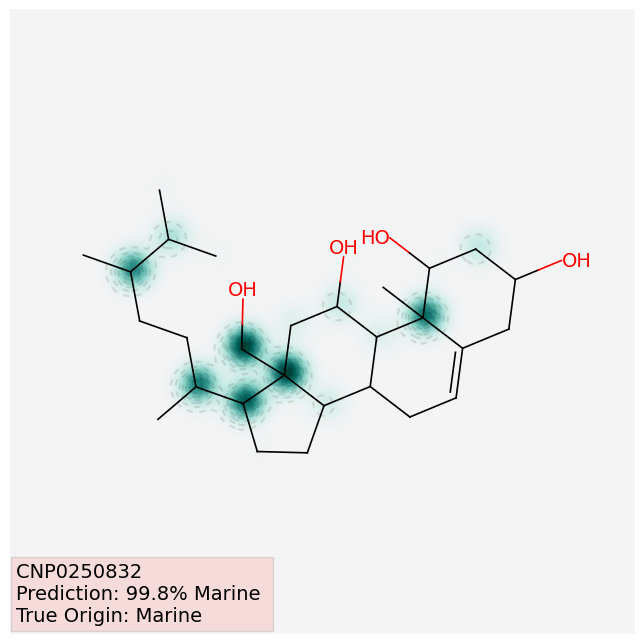 HO
OH
OH
OH
CNP0250832
Prediction: 99.8% Marine
True Origin: Marine